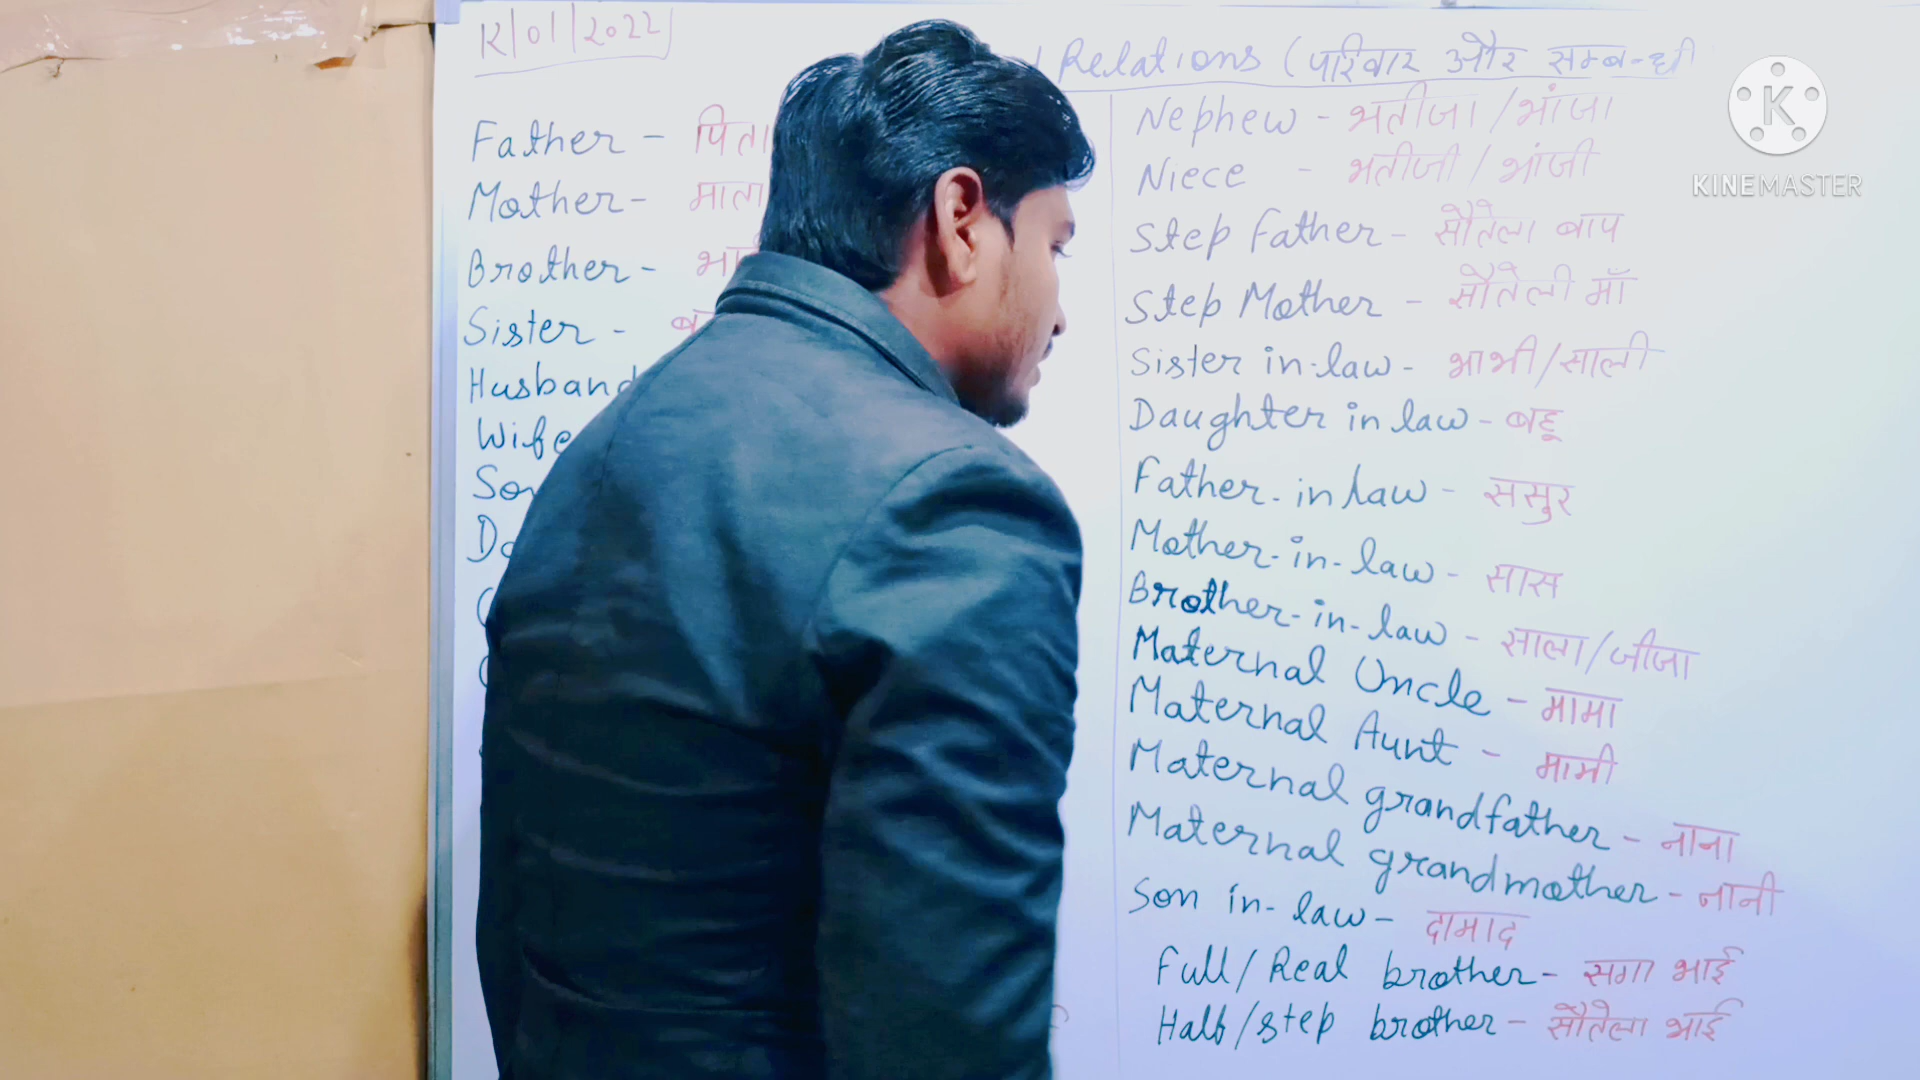 12/01/2022
Relations (परिवार और सम्बन्धी
Father - पिता
Mother - माता
Brother -
Sister -
Husband
Wife
Nephew - भतीजा / भांजा
Niece - भतीजी / भांजी
Step Father - सौतेला बाप
Step Mother - सौतेली माँ
Sister in-law - भाभी/साली
Daughter in law - बहू
Father-in law - ससुर
Mother-in-law - सास
Brother-in-law - साला/जीजा
Maternal Uncle - मामा
Maternal Aunt - मामी
Maternal grandfather - नाना
Maternal grandmother - नानी
Son in-law - दामाद
Full/Real brother - सगा भाई
Half/step brother - सौतेला भाई
K
KINEMASTER